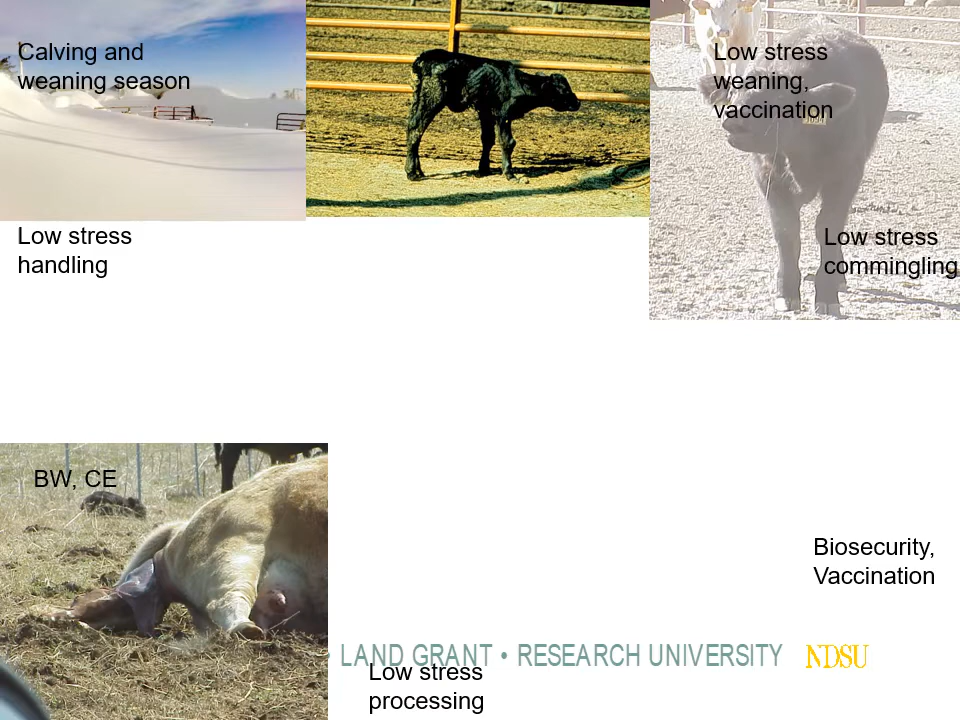 Calving and
weaning season
Low stress
weaning,
vaccination
Low stress
handling
Low stress
commingling
BW, CE
Biosecurity,
Vaccination
LAND GRANT • RESEARCH UNIVERSITY NDSU
Low stress
processing